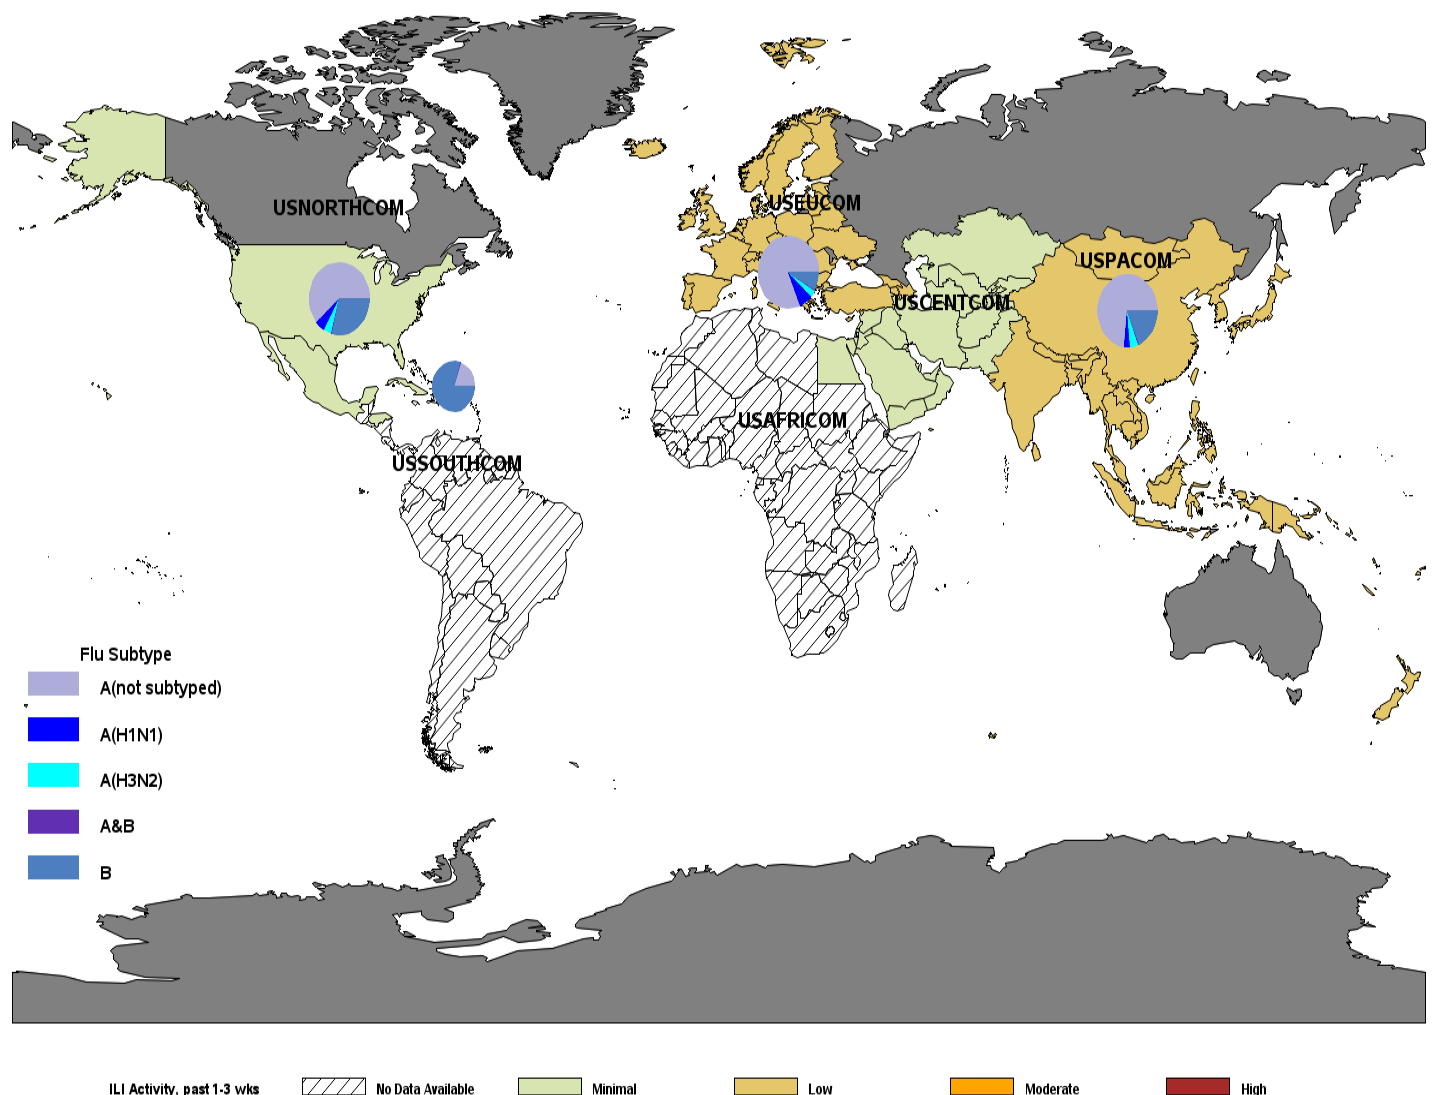 USNORTHCOM
USEUCOM
USPACOM
USCENTCOM
USAFRICOM
USSOUTHCOM
Flu Subtype
A(not subtyped)
A(H1N1)
A(H3N2)
A&B
B
ILI Activity, past 1-3 wks No Data Available Minimal Low Moderate High